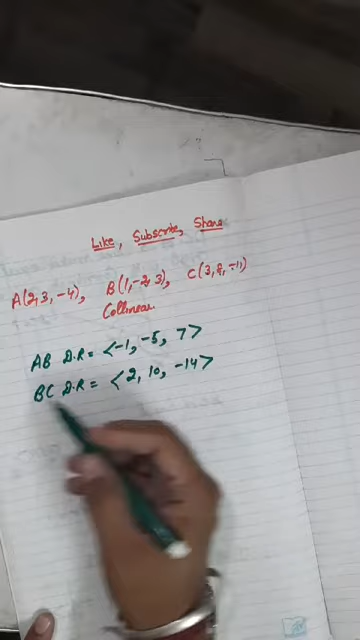 Like, Subscribe, Share
A(2,3,-4), B(1,-2,3), C(3,8,-11)
Collinear
AB D.R = <-1, -5, 7>
BC D.R = <2, 10, -14>